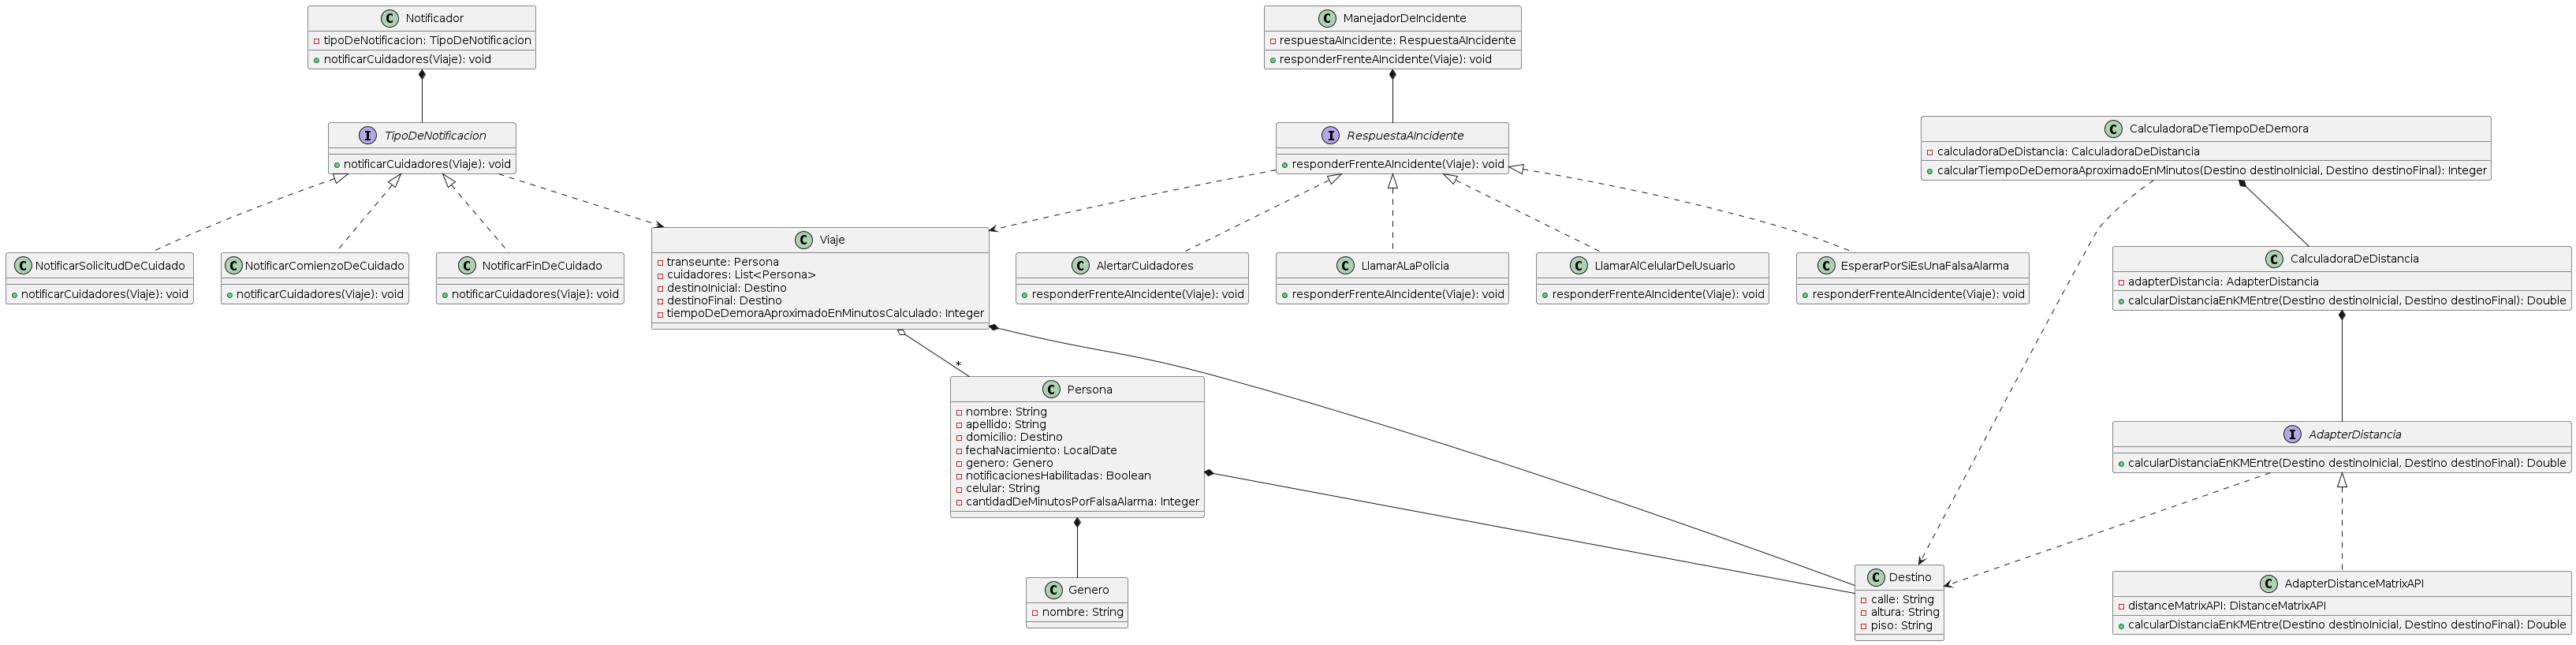 C Notificador
tipoDeNotificacion: TipoDeNotificacion
notificarCuidadores(Viaje): void
C ManejadorDeIncidente
respuestaAIncidente: RespuestaAIncidente
responderFrenteAIncidente(Viaje): void
I TipoDeNotificacion
notificarCuidadores(Viaje): void
I RespuestaAIncidente
responderFrenteAIncidente(Viaje): void
C CalculadoraDeTiempoDeDemora
calculadoraDeDistancia: CalculadoraDeDistancia
calcularTiempoDeDemoraAproximadoEnMinutos(Destino destinoInicial, Destino destinoFinal): Integer
C NotificarSolicitudDeCuidado
notificarCuidadores(Viaje): void
C NotificarComienzoDeCuidado
notificarCuidadores(Viaje): void
C NotificarFinDeCuidado
notificarCuidadores(Viaje): void
C Viaje
transeunte: Persona
cuidadores: List<Persona>
destinoInicial: Destino
destinoFinal: Destino
tiempoDeDemoraAproximadoEnMinutosCalculado: Integer
C AlertarCuidadores
responderFrenteAIncidente(Viaje): void
C LlamarALaPolicia
responderFrenteAIncidente(Viaje): void
C LlamarAlCelularDelUsuario
responderFrenteAIncidente(Viaje): void
C EsperarPorSiEsUnaFalsaAlarma
responderFrenteAIncidente(Viaje): void
C CalculadoraDeDistancia
adapterDistancia: AdapterDistancia
calcularDistanciaEnKMEntre(Destino destinoInicial, Destino destinoFinal): Double
*
C Persona
nombre: String
apellido: String
domicilio: Destino
fechaNacimiento: LocalDate
genero: Genero
notificacionesHabilitadas: Boolean
celular: String
cantidadDeMinutosPorFalsaAlarma: Integer
I AdapterDistancia
calcularDistanciaEnKMEntre(Destino destinoInicial, Destino destinoFinal): Double
C Genero
nombre: String
C Destino
calle: String
altura: String
piso: String
C AdapterDistanceMatrixAPI
distanceMatrixAPI: DistanceMatrixAPI
calcularDistanciaEnKMEntre(Destino destinoInicial, Destino destinoFinal): Double